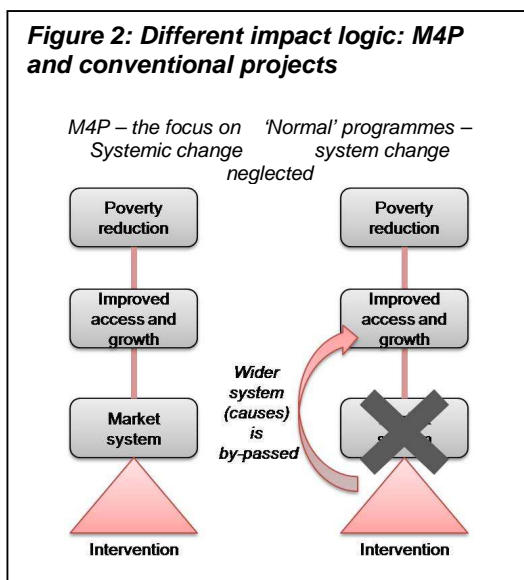 Figure 2: Different impact logic: M4P
and conventional projects
M4P – the focus on
Systemic change
‘Normal’ programmes –
system change
neglected
Poverty
reduction
Improved
access and
growth
Market
system
Intervention
Poverty
reduction
Improved
access and
growth
Wider
system
(causes)
is
by-passed
Intervention